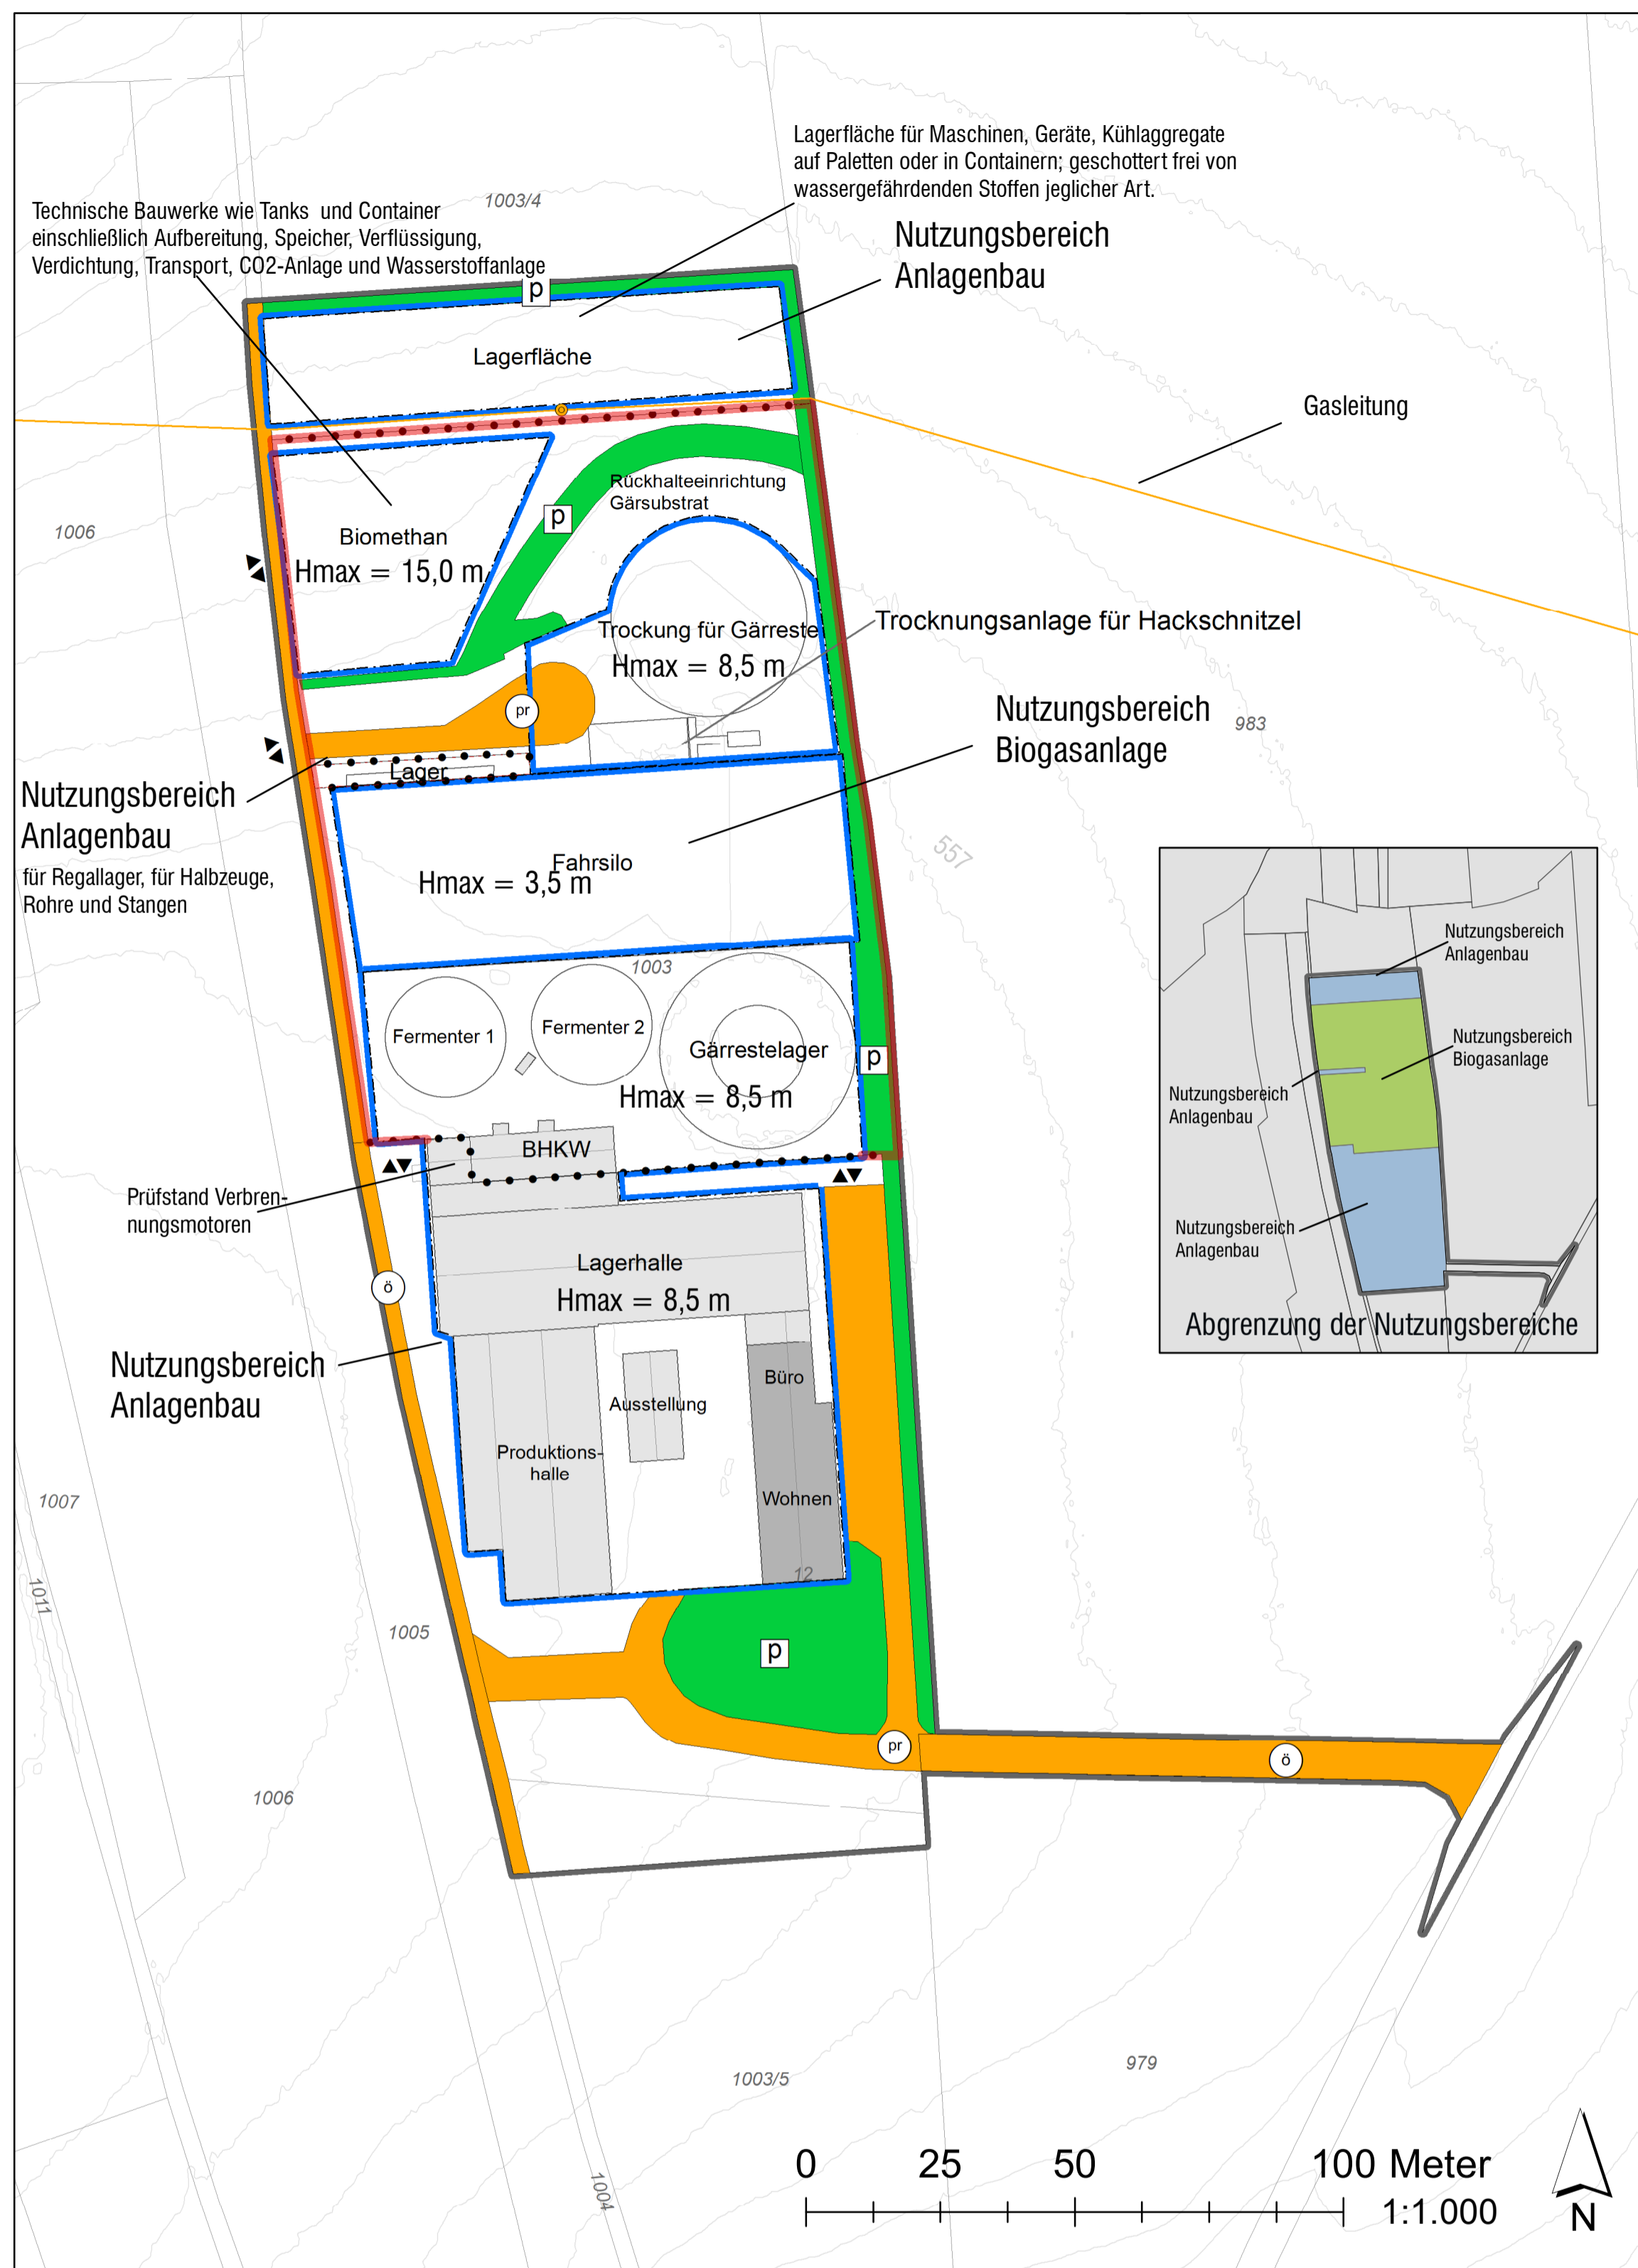 Lagerfläche für Maschinen, Geräte, Kühlaggregate
auf Paletten oder in Containern; geschottert frei von
wassergefährdenden Stoffen jeglicher Art.
1003/4
Technische Bauwerke wie Tanks und Container
einschließlich Aufbereitung, Speicher, Verflüssigung,
Verdichtung, Transport, CO2-Anlage und Wasserstoffanlage
Nutzungsbereich
Anlagenbau
p
Lagerfläche
Gasleitung
Rückhalteeinrichtung
Gärsubstrat
p
1006
Biomethan
Hmax = 15,0 m
Trockung für Gärreste
Hmax = 8,5 m
Trocknungsanlage für Hackschnitzel
pr
Nutzungsbereich
Biogasanlage
983
Lager
Nutzungsbereich
Anlagenbau
für Regallager, für Halbzeuge,
Rohre und Stangen
557
Fahrsilo
Hmax = 3,5 m
1003
Fermenter 1
Fermenter 2
Gärrestelager
Hmax = 8,5 m
p
Nutzungsbereich
Anlagenbau
Nutzungsbereich
Biogasanlage
Nutzungsbereich
Anlagenbau
Nutzungsbereich
Anlagenbau
Abgrenzung der Nutzungsbereiche
BHKW
Prüfstand Verbren-
nungsmotoren
Lagerhalle
Hmax = 8,5 m
ö
Nutzungsbereich
Anlagenbau
Büro
Ausstellung
Produktions-
halle
Wohnen
12
1007
1011
1005
p
pr
ö
1006
1003/5
979
1004
0 25 50 100 Meter
1:1.000
N